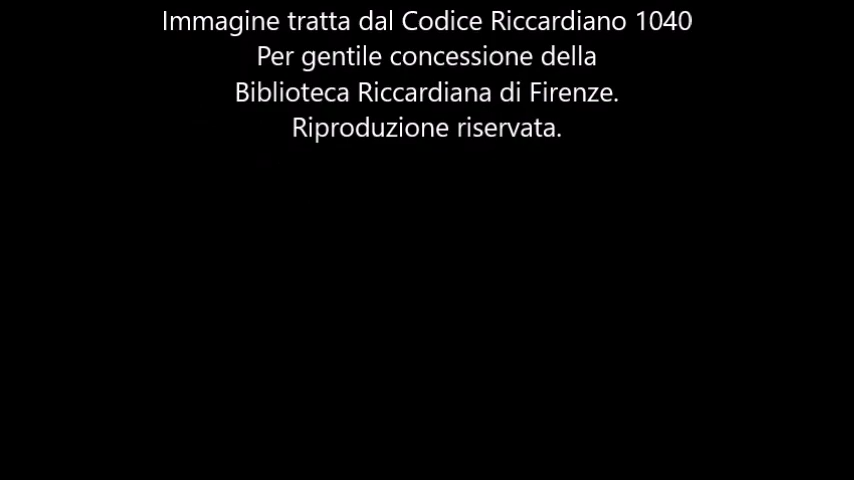 Immagine tratta dal Codice Riccardiano 1040
Per gentile concessione della
Biblioteca Riccardiana di Firenze.
Riproduzione riservata.